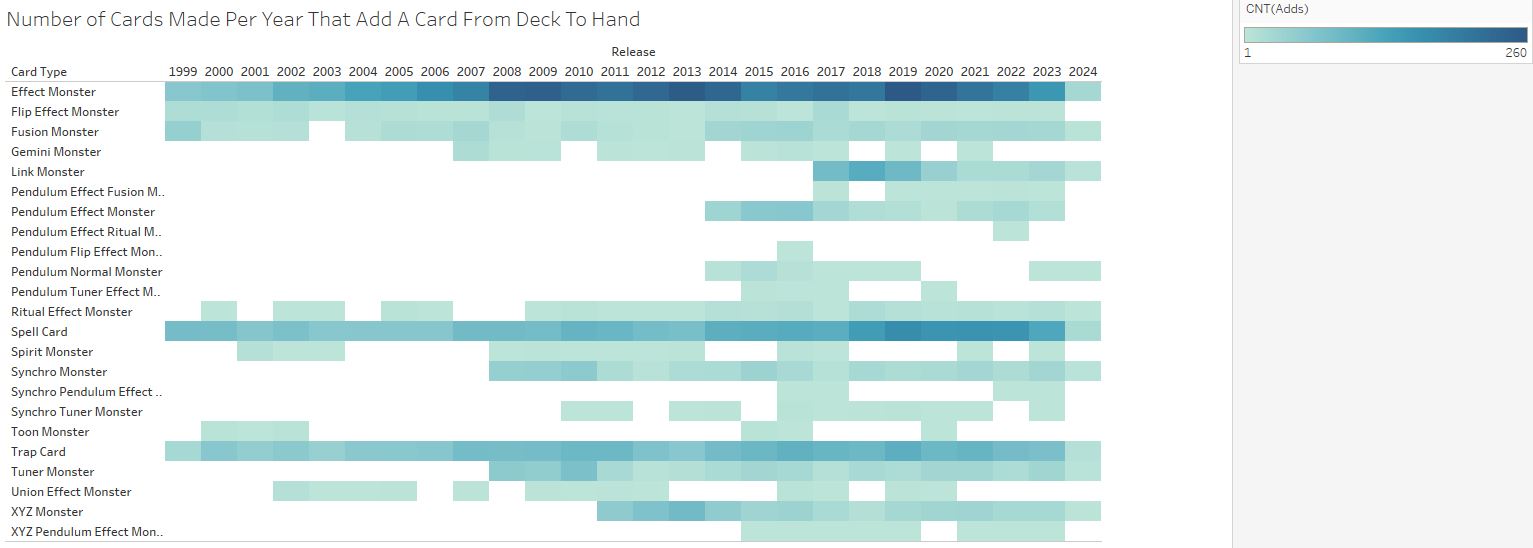 Number of Cards Made Per Year That Add A Card From Deck To Hand
CNT(Adds)
1 260
Release
Card Type 1999 2000 2001 2002 2003 2004 2005 2006 2007 2008 2009 2010 2011 2012 2013 2014 2015 2016 2017 2018 2019 2020 2021 2022 2023 2024
Effect Monster
Flip Effect Monster
Fusion Monster
Gemini Monster
Link Monster
Pendulum Effect Fusion M..
Pendulum Effect Monster
Pendulum Effect Ritual M..
Pendulum Flip Effect Mon..
Pendulum Normal Monster
Pendulum Tuner Effect M..
Ritual Effect Monster
Spell Card
Spirit Monster
Synchro Monster
Synchro Pendulum Effect ..
Synchro Tuner Monster
Toon Monster
Trap Card
Tuner Monster
Union Effect Monster
XYZ Monster
XYZ Pendulum Effect Mon..